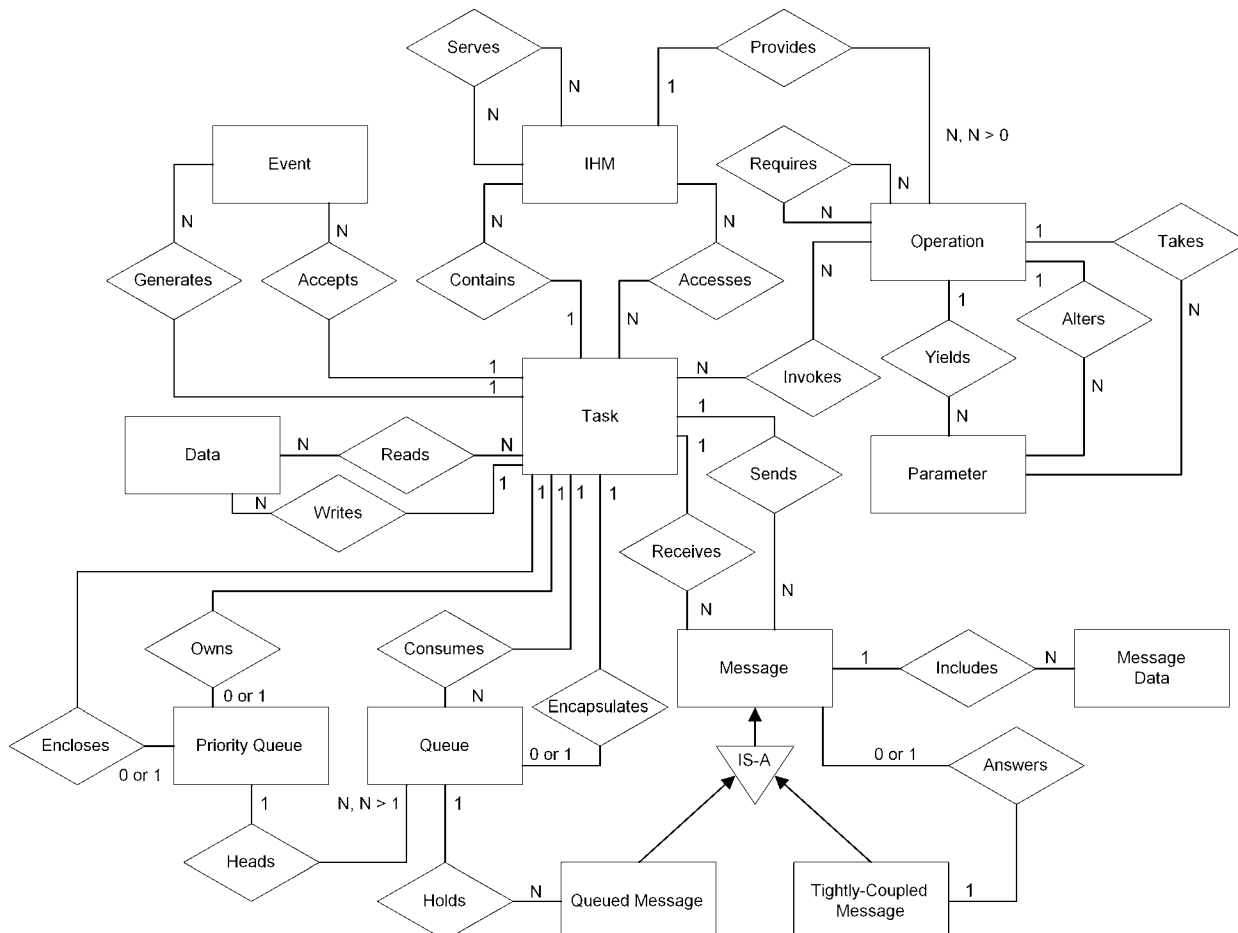 Serves
Provides
N
1
N
N, N > 0
Event
IHM
Requires
N
N
N
N
N
N
Operation
1
Takes
Generates
Accepts
Contains
Accesses
N
1
1
Alters
N
1
N
Yields
1
1
N
Invokes
Task
1
N
N
Data
N
Reads
N
1
Sends
Parameter
N
Writes
1
1
1
1
1
1
Receives
N
N
Owns
Consumes
Message
1
Includes
N
Message
Data
0 or 1
N
Encapsulates
Encloses
Priority Queue
Queue
0 or 1
0 or 1
IS-A
0 or 1
Answers
1
N, N > 1
1
Heads
Holds
N
Queued Message
Tightly-Coupled
Message
1